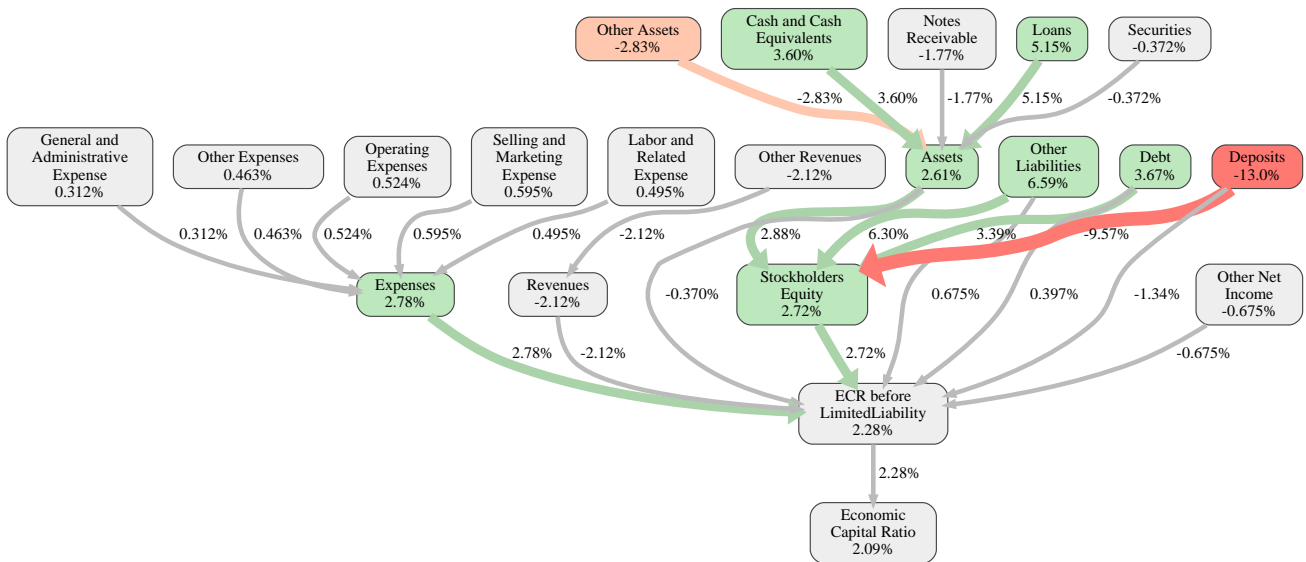 Other Assets
-2.83%
Cash and Cash
Equivalents
3.60%
Notes
Receivable
-1.77%
Loans
5.15%
Securities
-0.372%
-2.83%
3.60%
-1.77%
5.15%
-0.372%
General and
Administrative
Expense
0.312%
Other Expenses
0.463%
Operating
Expenses
0.524%
Selling and
Marketing
Expense
0.595%
Labor and
Related
Expense
0.495%
Other Revenues
-2.12%
Assets
2.61%
Other
Liabilities
6.59%
Debt
3.67%
Deposits
-13.0%
0.312%
0.463%
0.524%
0.595%
0.495%
-2.12%
2.88%
6.30%
3.39%
-9.57%
Expenses
2.78%
Revenues
-2.12%
-0.370%
Stockholders
Equity
2.72%
0.675%
0.397%
-1.34%
Other Net
Income
-0.675%
2.78%
-2.12%
2.72%
-0.675%
ECR before
LimitedLiability
2.28%
2.28%
Economic
Capital Ratio
2.09%